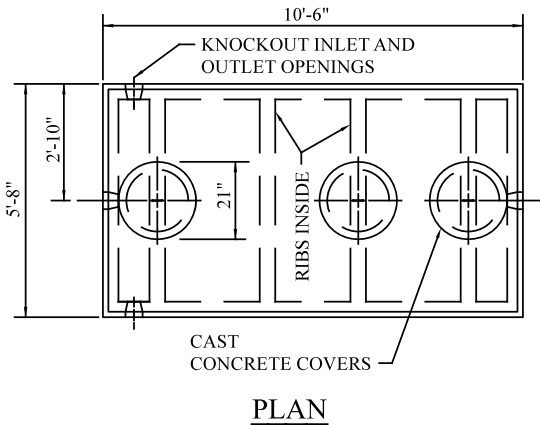 10'-6"
KNOCKOUT INLET AND
OUTLET OPENINGS
2'-10"
5'-8"
21"
RIBS INSIDE
CAST
CONCRETE COVERS
PLAN